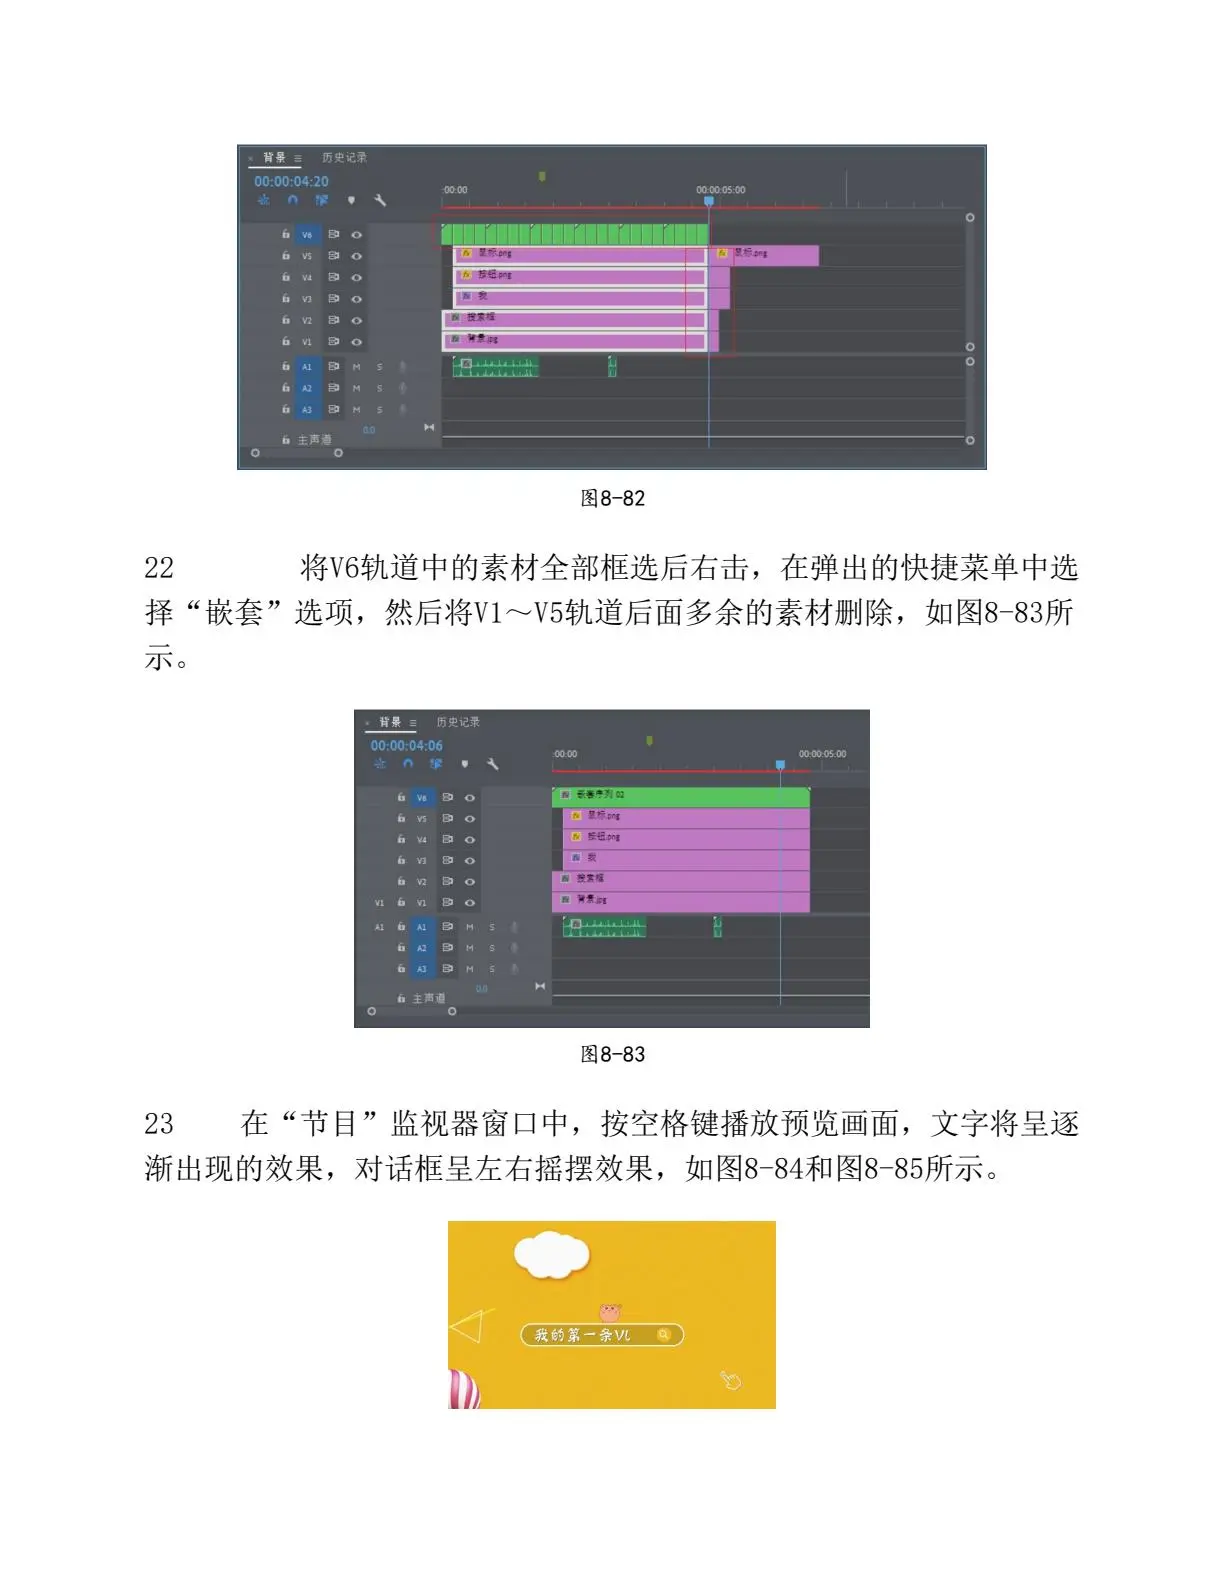 背景 历史记录
00:00:04:20
:00:00 00:00:05:00
V6
V5 鼠标.png 鼠标.png
V4 按钮.png
V3 我
V2 搜索框
V1 背景.jpg
A1 M S
A2 M S
A3 M S
0.0
主声道
图8-82
22 将V6轨道中的素材全部框选后右击，在弹出的快捷菜单中选
择“嵌套”选项，然后将V1～V5轨道后面多余的素材删除，如图8-83所
示。
背景 历史记录
00:00:04:06
:00:00 00:00:05:00
V6 嵌套序列 02
V5 鼠标.png
V4 按钮.png
V3 我
V2 搜索框
V1 V1 背景.jpg
A1 A1 M S
A2 M S
A3 M S
0.0
主声道
图8-83
23 在“节目”监视器窗口中，按空格键播放预览画面，文字将呈逐
渐出现的效果，对话框呈左右摇摆效果，如图8-84和图8-85所示。
我的第一条VL